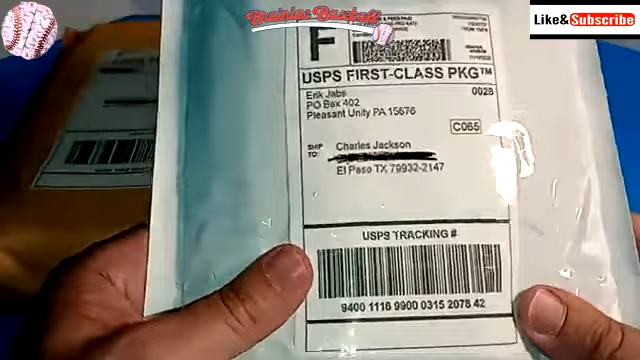 Brainiac Baseball
Like&Subscribe
F
USPS FIRST-CLASS PKG™
Erik Jabs
0028
PO Box 402
Pleasant Unity PA 15676
C065
SHIP TO:
Charles Jackson
El Paso TX 79932-2147
USPS TRACKING #
9400 1118 9900 0315 2078 42